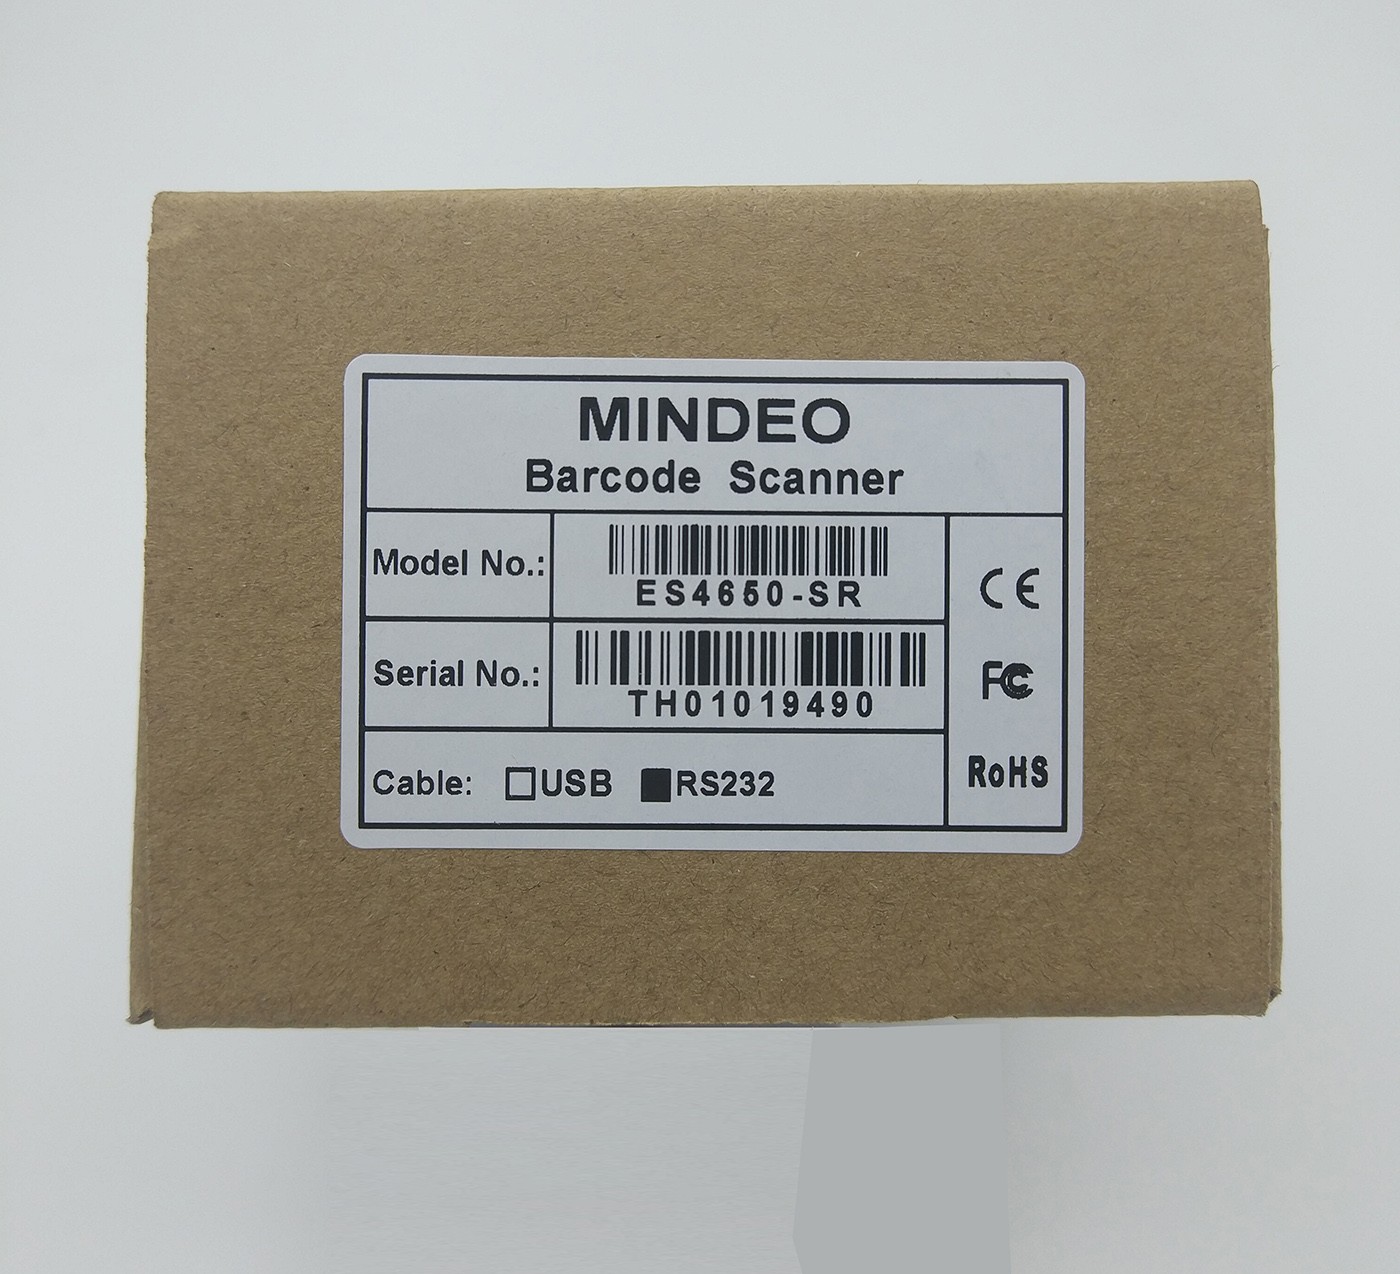 MINDEO
Barcode Scanner
Model No.:
ES4650-SR
Serial No.:
TH01019490
Cable: □USB ■RS232
CE
FC
RoHS